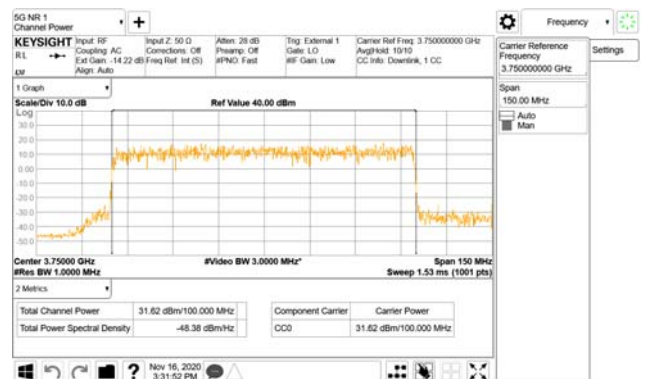 5G NR 1
Channel Power
Frequency
KEYSIGHT
Input: RF
Coupling: AC
Ext Gain: -14.22 dB
Align: Auto
Input Z: 50 Ω
Corrections: Off
Freq Ref: Int (S)
Atten: 28 dB
Preamp: Off
#PNO: Fast
Trig: External 1
Gate: LO
#IF Gain: Low
Carrier Ref Freq: 3.750000000 GHz
Avg|Hold: 10/10
CC Info: Downlink, 1 CC
RL
Carrier Reference
Frequency
3.750000000 GHz
Settings
Span
150.00 MHz
Auto
Man
1 Graph
Scale/Div 10.0 dB
Ref Value 40.00 dBm
Log
30.0
20.0
10.0
0.00
-10.0
-20.0
-30.0
-40.0
-50.0
Center 3.75000 GHz
#Video BW 3.0000 MHz*
Span 150 MHz
#Res BW 1.0000 MHz
Sweep 1.53 ms (1001 pts)
2 Metrics
Total Channel Power
31.62 dBm/100.000 MHz
Component Carrier
Carrier Power
Total Power Spectral Density
-48.38 dBm/Hz
CC0
31.62 dBm/100.000 MHz
?
Nov 16, 2020
3:31:52 PM